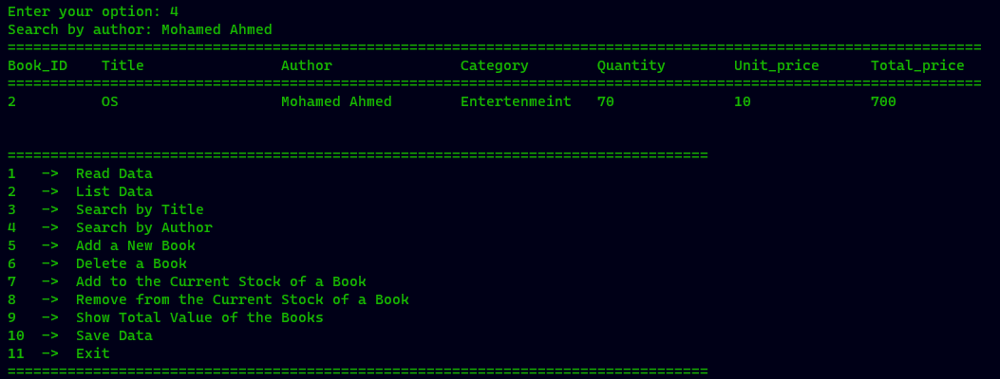 Enter your option: 4
Search by author: Mohamed Ahmed
==================================================================================================================
Book_ID    Title                Author               Category        Quantity        Unit_price      Total_price
==================================================================================================================
2          OS                   Mohamed Ahmed        Entertenmeint   70              10              700
==================================================================================
1   ->  Read Data
2   ->  List Data
3   ->  Search by Title
4   ->  Search by Author
5   ->  Add a New Book
6   ->  Delete a Book
7   ->  Add to the Current Stock of a Book
8   ->  Remove from the Current Stock of a Book
9   ->  Show Total Value of the Books
10  ->  Save Data
11  ->  Exit
==================================================================================